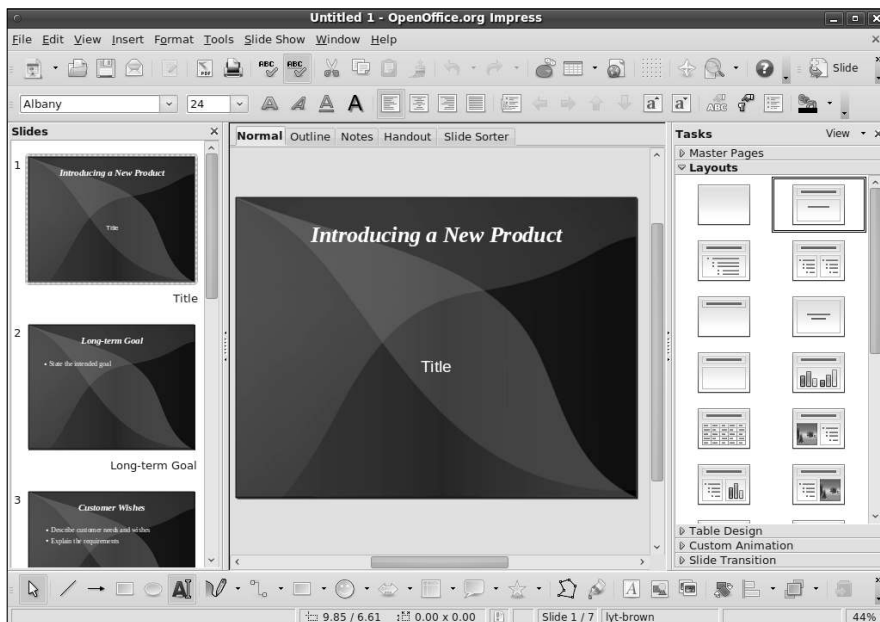 Untitled 1 - OpenOffice.org Impress
File Edit View Insert Format Tools Slide Show Window Help
Slide
Albany 24
Slides
Normal Outline Notes Handout Slide Sorter
Tasks View
Master Pages
Layouts
1
Introducing a New Product
Title
Title
2
Long-term Goal
• State the intended goal
Long-term Goal
3
Customer Wishes
• Describe customer needs and wishes
• Explain the requirements
Introducing a New Product
Title
Table Design
Custom Animation
Slide Transition
9.85 / 6.61 0.00 x 0.00 Slide 1 / 7 lyt-brown 44%